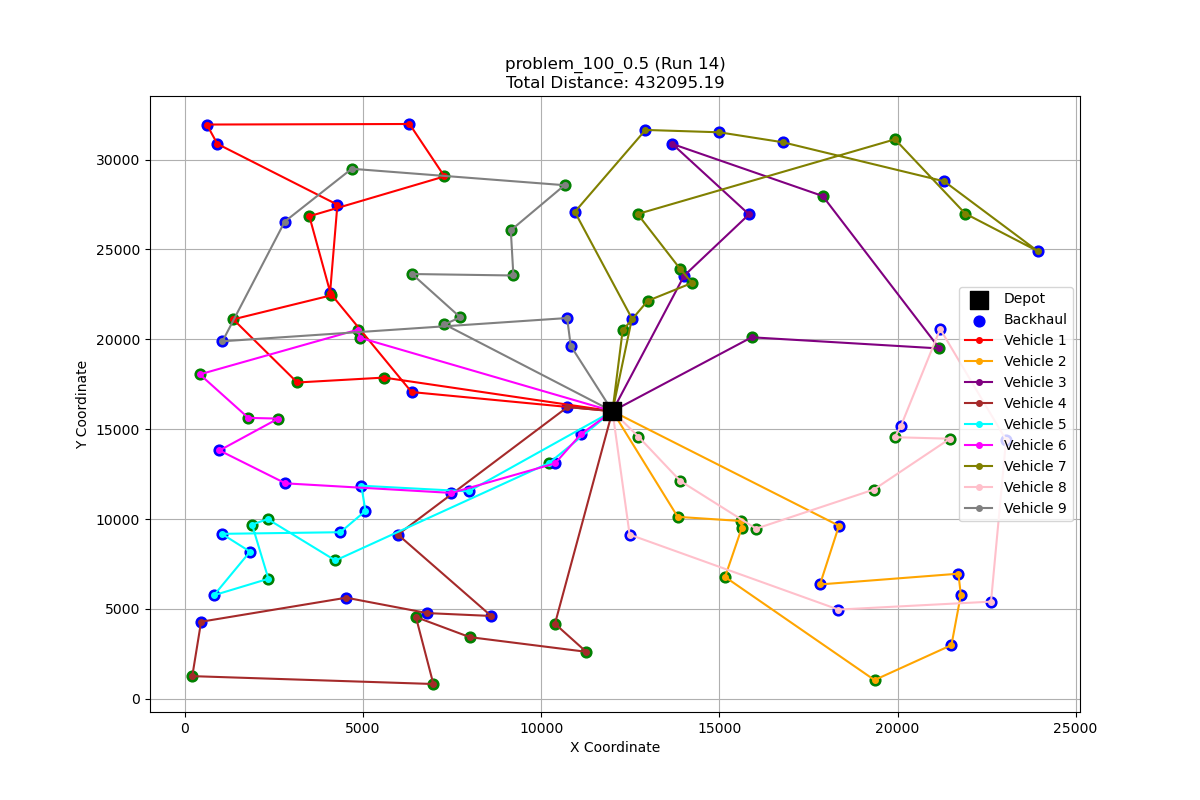 problem_100_0.5 (Run 14)
Total Distance: 432095.19
Y Coordinate
30000
25000
20000
15000
10000
5000
0
0
5000
10000
15000
20000
25000
X Coordinate
Depot
Backhaul
Vehicle 1
Vehicle 2
Vehicle 3
Vehicle 4
Vehicle 5
Vehicle 6
Vehicle 7
Vehicle 8
Vehicle 9